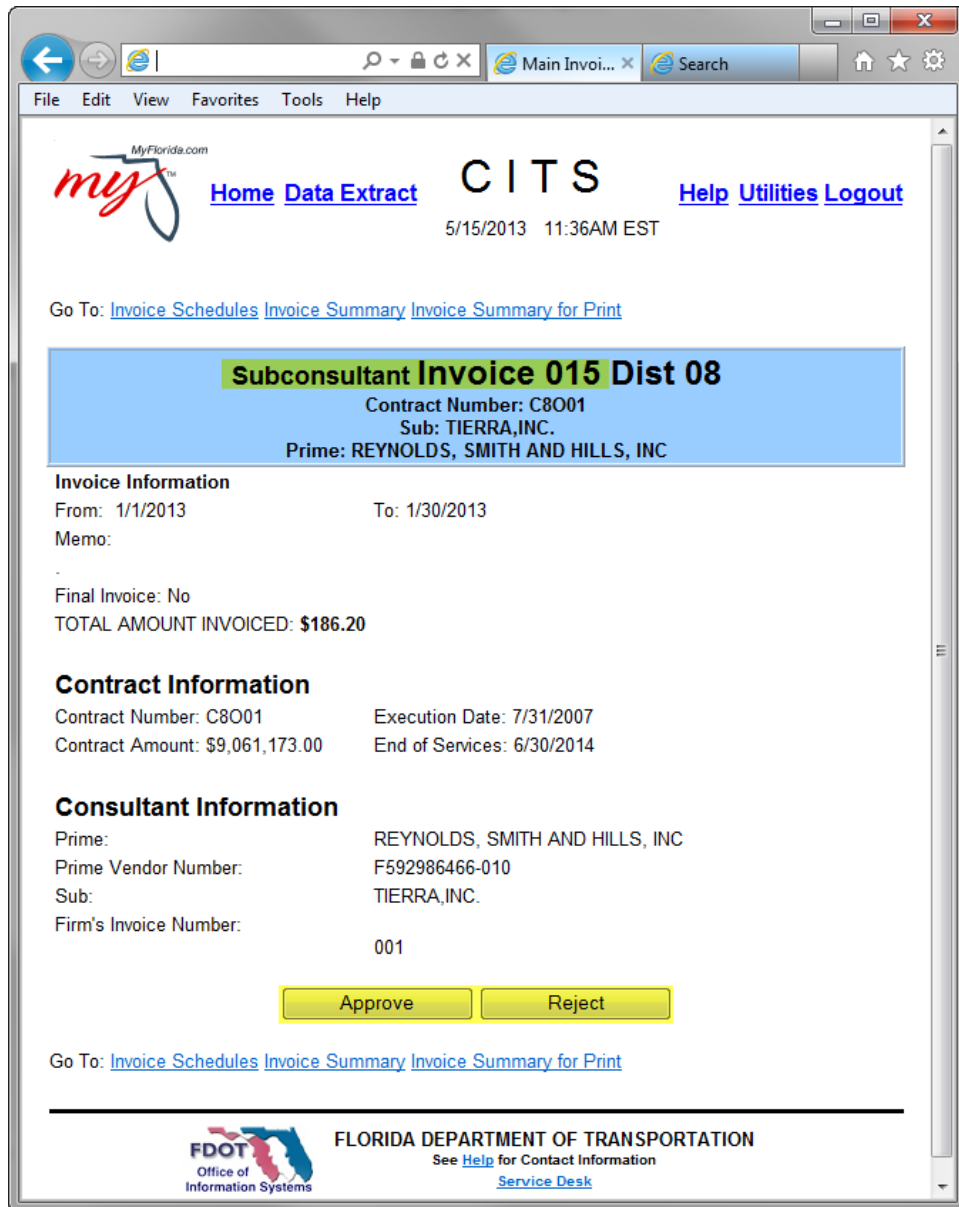 Main Invoi...
Search
File Edit View Favorites Tools Help
MyFlorida.com
my
TM
Home Data Extract
CITS
Help Utilities Logout
5/15/2013 11:36AM EST
Go To: Invoice Schedules Invoice Summary Invoice Summary for Print
Subconsultant Invoice 015 Dist 08
Contract Number: C8O01
Sub: TIERRA,INC.
Prime: REYNOLDS, SMITH AND HILLS, INC
Invoice Information
From: 1/1/2013 To: 1/30/2013
Memo:
.
Final Invoice: No
TOTAL AMOUNT INVOICED: $186.20
Contract Information
Contract Number: C8O01 Execution Date: 7/31/2007
Contract Amount: $9,061,173.00 End of Services: 6/30/2014
Consultant Information
Prime: REYNOLDS, SMITH AND HILLS, INC
Prime Vendor Number: F592986466-010
Sub: TIERRA,INC.
Firm's Invoice Number:
001
Approve Reject
Go To: Invoice Schedules Invoice Summary Invoice Summary for Print
FDOT
Office of
Information Systems
FLORIDA DEPARTMENT OF TRANSPORTATION
See Help for Contact Information
Service Desk